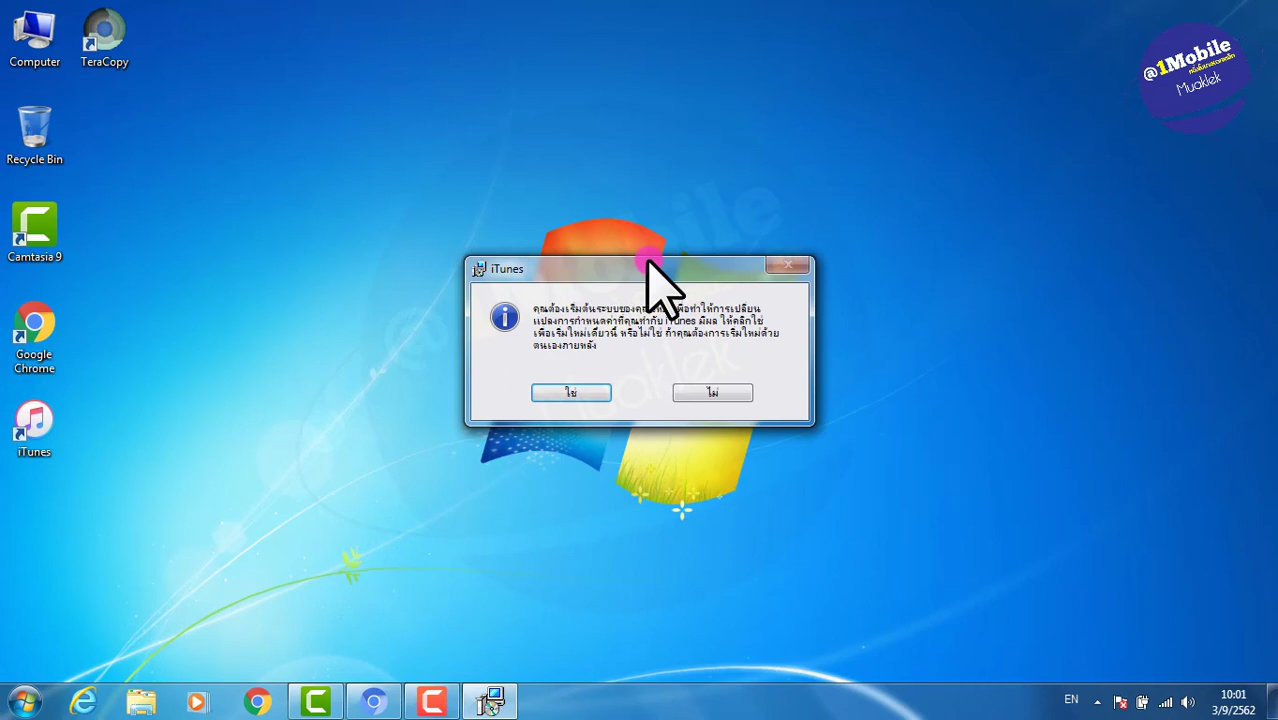 Computer
TeraCopy
@1Mobile
Muaklek
Recycle Bin
Camtasia 9
Google
Chrome
iTunes
iTunes
คุณต้องเริ่มต้นระบบของคุณ เพื่อทำให้การเปลี่ยน
แปลงการกำหนดค่าที่คุณทำกับ iTunes มีผล ให้คลิกใช่
เพื่อเริ่มใหม่เดี๋ยวนี้ หรือไม่ใช่ ถ้าคุณต้องการเริ่มใหม่ด้วย
ตนเองภายหลัง
ใช่
ไม่
EN
10:01
3/9/2562